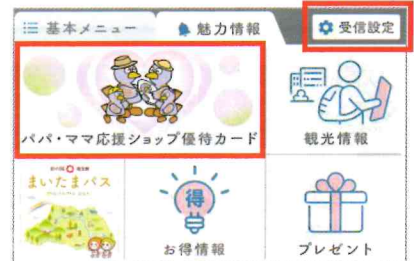 基本メニュー
魅力情報
受信設定
パパ・ママ応援ショップ優待カード
観光情報
まいたまパス
得
お得情報
プレゼント